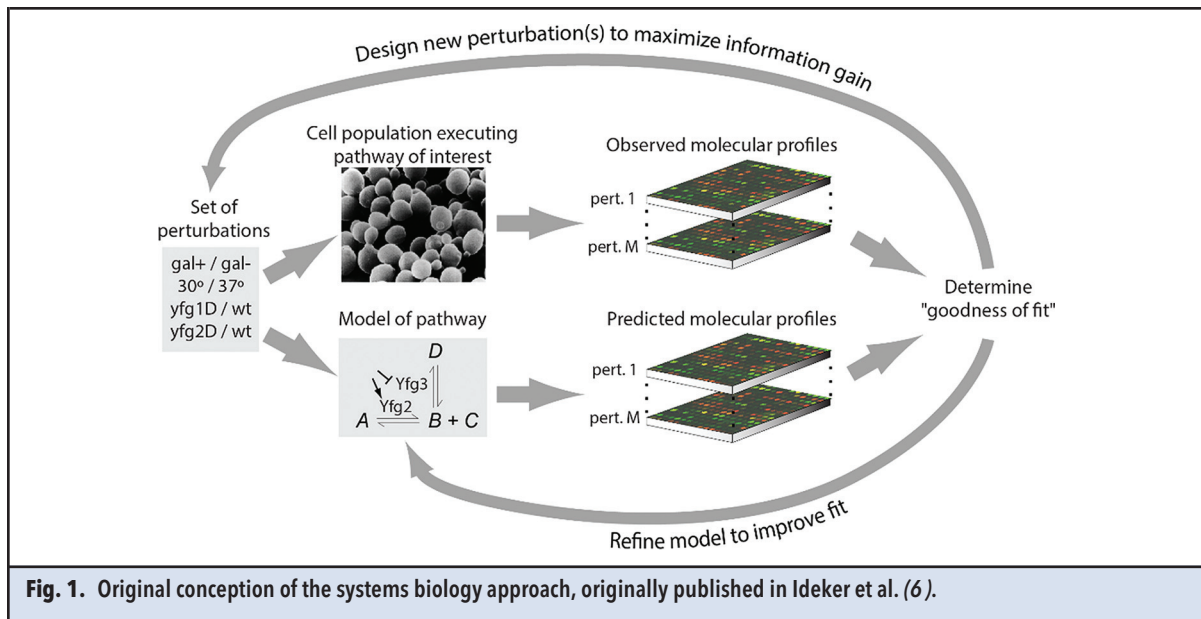 Design new perturbation(s) to maximize information gain
Cell population executing
pathway of interest
Observed molecular profiles
pert. 1
pert. M
Set of
perturbations
gal+ / gal-
30º / 37º
yfg1D / wt
yfg2D / wt
Model of pathway
D
Yfg3
Yfg2
A
B + C
Predicted molecular profiles
pert. 1
pert. M
Determine
"goodness of fit"
Refine model to improve fit
Fig. 1. Original conception of the systems biology approach, originally published in Ideker et al. (6).